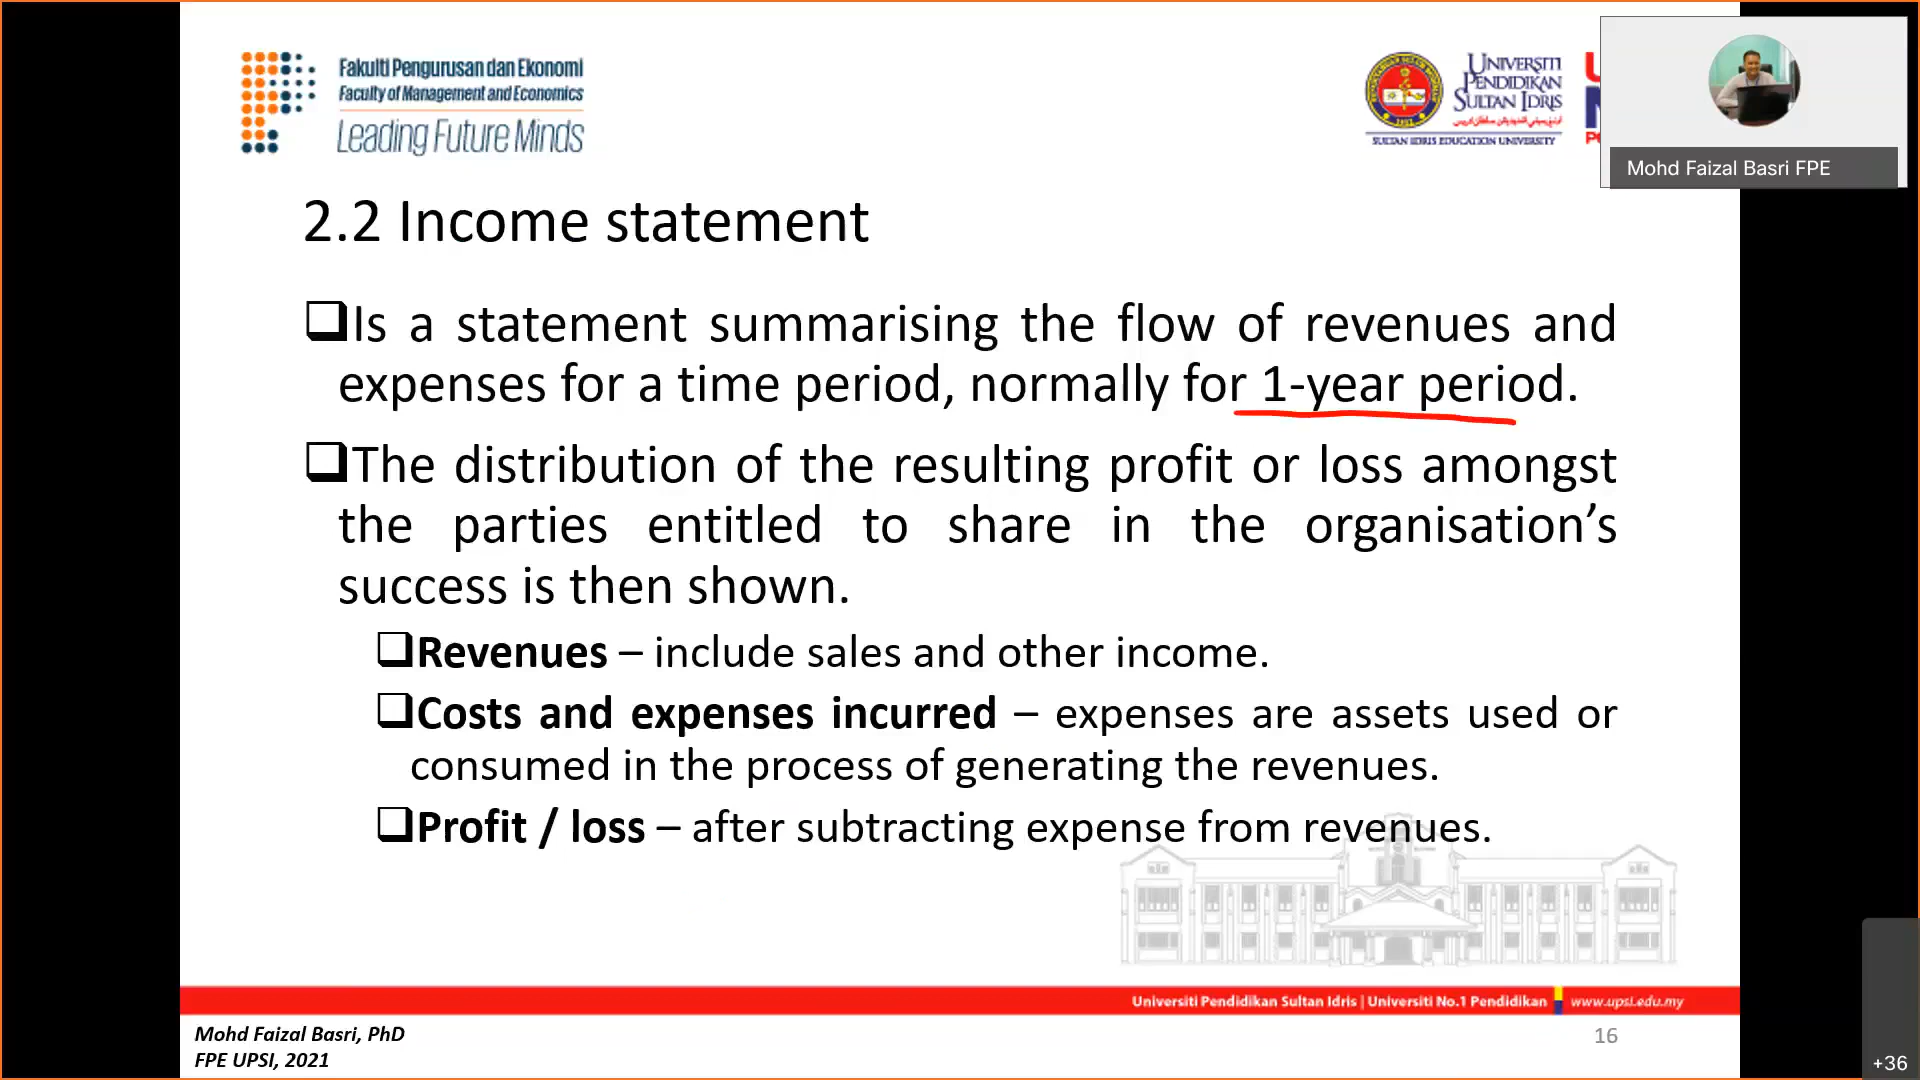 Fakulti Pengurusan dan Ekonomi
Faculty of Management and Economics
Leading Future Minds
UNIVERSITI
PENDIDIKAN
SULTAN IDRIS
SULTAN IDRIS EDUCATION UNIVERSITY
Mohd Faizal Basri FPE
2.2 Income statement
Is a statement summarising the flow of revenues and
expenses for a time period, normally for 1-year period.
The distribution of the resulting profit or loss amongst
the parties entitled to share in the organisation’s
success is then shown.
Revenues – include sales and other income.
Costs and expenses incurred – expenses are assets used or
consumed in the process of generating the revenues.
Profit / loss – after subtracting expense from revenues.
Universiti Pendidikan Sultan Idris | Universiti No.1 Pendidikan www.upsi.edu.my
Mohd Faizal Basri, PhD
FPE UPSI, 2021
16
+36